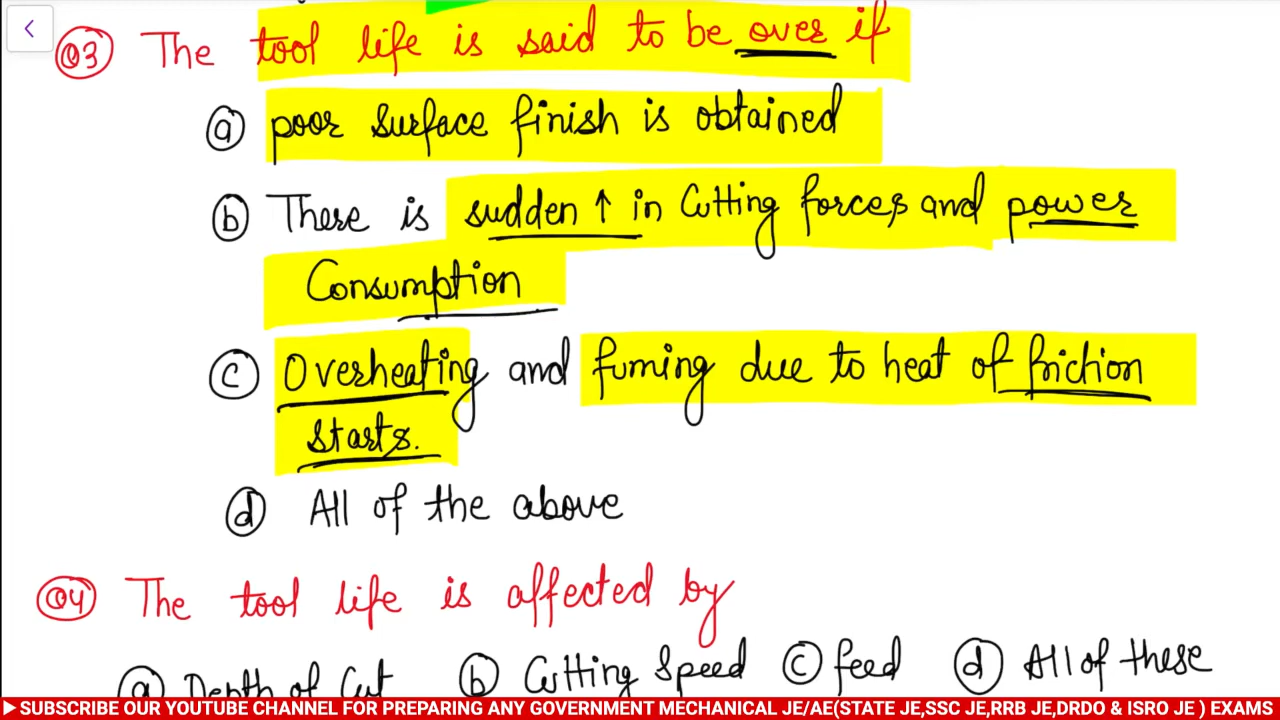 Q3 The tool life is said to be over if
a poor surface finish is obtained
b There is sudden ↑ in Cutting forces and power
Consumption
c Overheating and fuming due to heat of friction
starts.
d All of the above
Q4 The tool life is affected by
a Depth of Cut b Cutting Speed c feed d All of these
▶ SUBSCRIBE OUR YOUTUBE CHANNEL FOR PREPARING ANY GOVERNMENT MECHANICAL JE/AE(STATE JE,SSC JE,RRB JE,DRDO & ISRO JE ) EXAMS